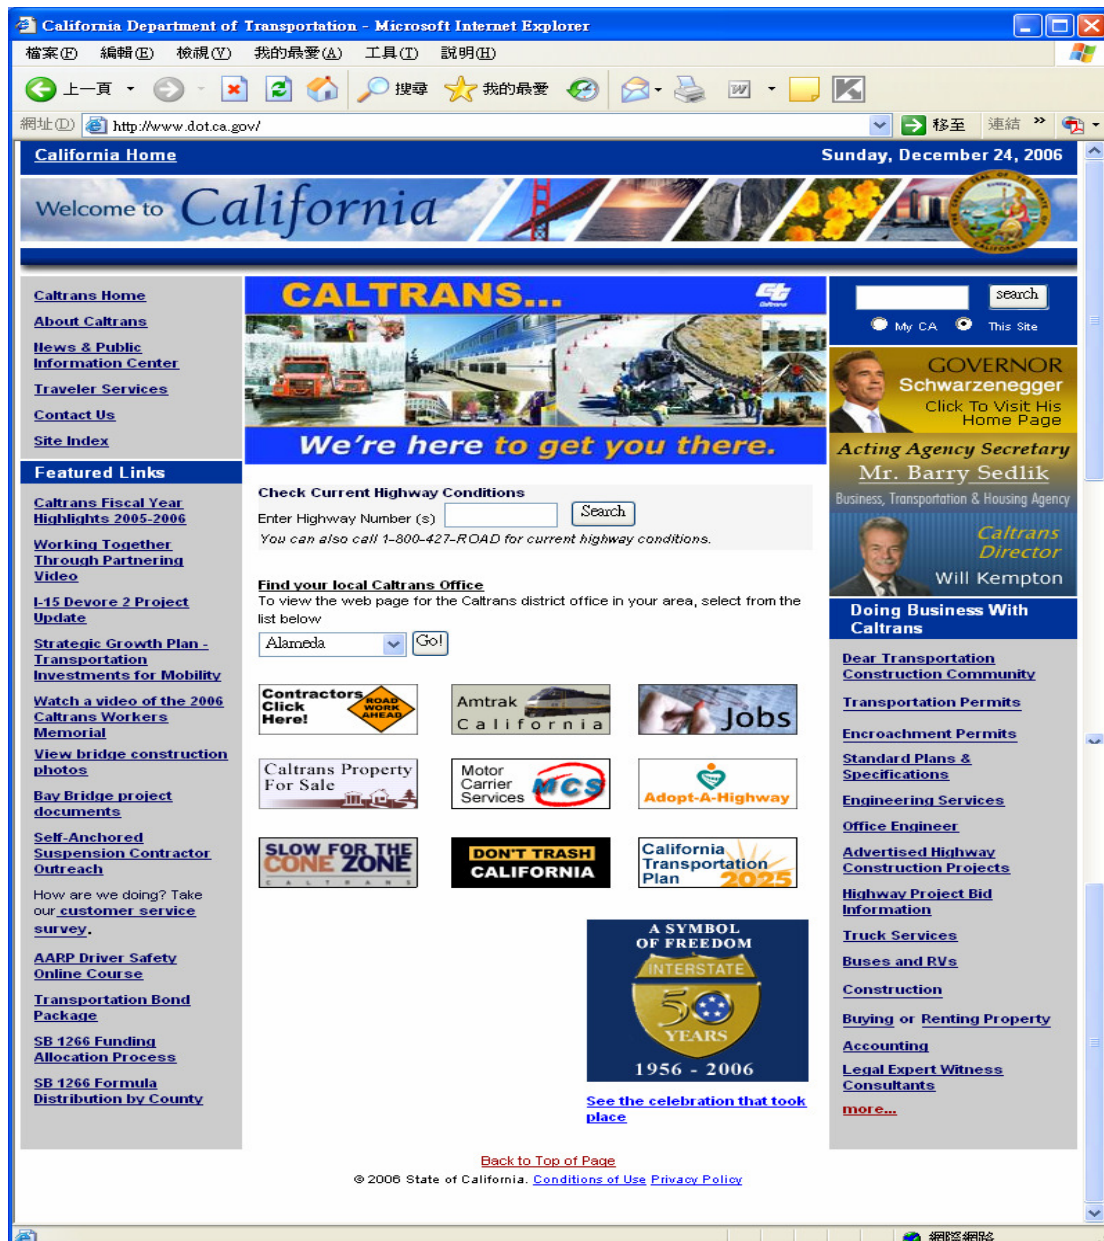 California Department of Transportation - Microsoft Internet Explorer
檔案(F) 編輯(E) 檢視(V) 我的最愛(A) 工具(T) 說明(H)
上一頁 搜尋 我的最愛
網址(D) http://www.dot.ca.gov/ 移至 連結 »
California Home
Sunday, December 24, 2006
Welcome to California
Caltrans Home
About Caltrans
News & Public
Information Center
Traveler Services
Contact Us
Site Index
Featured Links
Caltrans Fiscal Year
Highlights 2005-2006
Working Together
Through Partnering
Video
I-15 Devore 2 Project
Update
Strategic Growth Plan -
Transportation
Investments for Mobility
Watch a video of the 2006
Caltrans Workers
Memorial
View bridge construction
photos
Bay Bridge project
documents
Self-Anchored
Suspension Contractor
Outreach
How are we doing? Take
our customer service
survey.
AARP Driver Safety
Online Course
Transportation Bond
Package
SB 1266 Funding
Allocation Process
SB 1266 Formula
Distribution by County
CALTRANS...
We're here to get you there.
Check Current Highway Conditions
Enter Highway Number (s) Search
You can also call 1-800-427-ROAD for current highway conditions.
Find your local Caltrans Office
To view the web page for the Caltrans district office in your area, select from the
list below
Alameda Go!
Contractors
Click
Here!
ROAD
WORK
AHEAD
Amtrak
California
Jobs
Caltrans Property
For Sale
Motor
Carrier
Services
MCS
Adopt-A-Highway
SLOW FOR THE
CONE ZONE
CALTRANS
DON'T TRASH
CALIFORNIA
California
Transportation
Plan 2025
A SYMBOL
OF FREEDOM
INTERSTATE
50
YEARS
1956 - 2006
See the celebration that took
place
search
My CA This Site
GOVERNOR
Schwarzenegger
Click To Visit His
Home Page
Acting Agency Secretary
Mr. Barry Sedlik
Business, Transportation & Housing Agency
Caltrans
Director
Will Kempton
Doing Business With
Caltrans
Dear Transportation
Construction Community
Transportation Permits
Encroachment Permits
Standard Plans &
Specifications
Engineering Services
Office Engineer
Advertised Highway
Construction Projects
Highway Project Bid
Information
Truck Services
Buses and RVs
Construction
Buying or Renting Property
Accounting
Legal Expert Witness
Consultants
more...
Back to Top of Page
© 2006 State of California. Conditions of Use Privacy Policy
網際網路